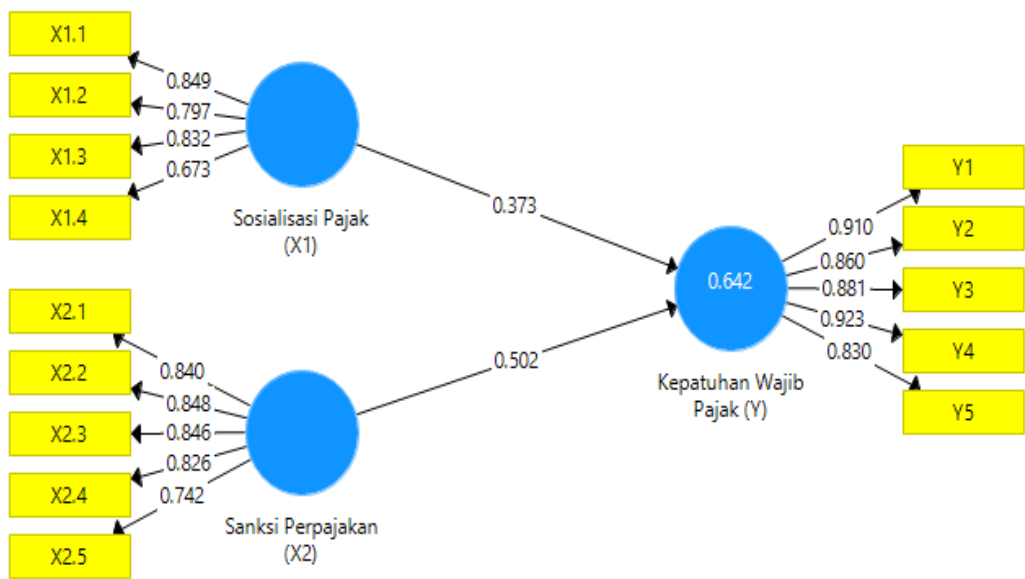 X1.1
X1.2
X1.3
X1.4
0.849
0.797
0.832
0.673
Sosialisasi Pajak
(X1)
X2.1
X2.2
X2.3
X2.4
X2.5
0.840
0.848
0.846
0.826
0.742
Sanksi Perpajakan
(X2)
0.373
0.502
0.642
Kepatuhan Wajib
Pajak (Y)
0.910
0.860
0.881
0.923
0.830
Y1
Y2
Y3
Y4
Y5